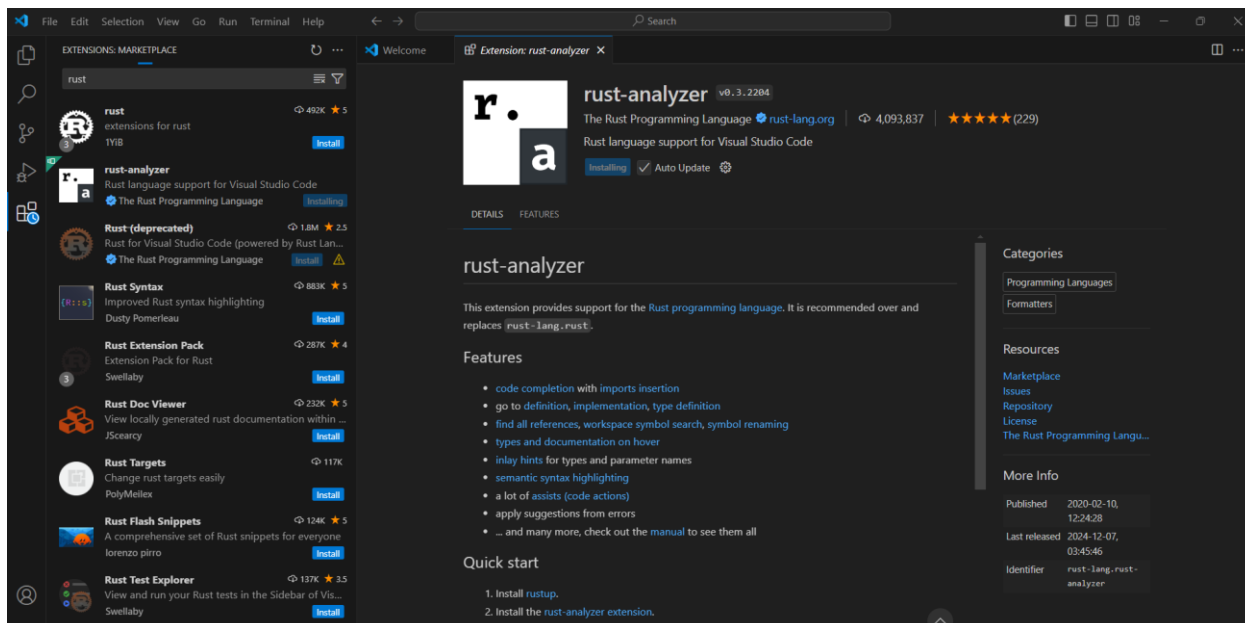 File Edit Selection View Go Run Terminal Help
Search
EXTENSIONS: MARKETPLACE
rust
rust
492K ★ 5
extensions for rust
3
1YiB
Install
r.
a
rust-analyzer
Rust language support for Visual Studio Code
The Rust Programming Language
Installing
Rust (deprecated)
1.8M ★ 2.5
Rust for Visual Studio Code (powered by Rust Lan...
The Rust Programming Language
Install
{R::s}
Rust Syntax
883K ★ 5
Improved Rust syntax highlighting
Dusty Pomerleau
Install
Rust Extension Pack
287K ★ 4
Extension Pack for Rust
3
Swellaby
Install
Rust Doc Viewer
232K ★ 5
View locally generated rust documentation within ...
JScearcy
Install
Rust Targets
117K
Change rust targets easily
PolyMeilex
Install
Rust Flash Snippets
124K ★ 5
A comprehensive set of Rust snippets for everyone
lorenzo pirro
Install
Rust Test Explorer
137K ★ 3.5
View and run your Rust tests in the Sidebar of Vis...
Swellaby
Install
Welcome
Extension: rust-analyzer
r.
a
rust-analyzer v0.3.2204
The Rust Programming Language rust-lang.org | 4,093,837 | ★★★★★(229)
Rust language support for Visual Studio Code
Installing Auto Update
DETAILS FEATURES
rust-analyzer
This extension provides support for the Rust programming language. It is recommended over and
replaces rust-lang.rust.
Features
• code completion with imports insertion
• go to definition, implementation, type definition
• find all references, workspace symbol search, symbol renaming
• types and documentation on hover
• inlay hints for types and parameter names
• semantic syntax highlighting
• a lot of assists (code actions)
• apply suggestions from errors
• ... and many more, check out the manual to see them all
Quick start
1. Install rustup.
2. Install the rust-analyzer extension.
Categories
Programming Languages
Formatters
Resources
Marketplace
Issues
Repository
License
The Rust Programming Langu...
More Info
Published 2020-02-10,
12:24:28
Last released 2024-12-07,
03:45:46
Identifier rust-lang.rust-
analyzer